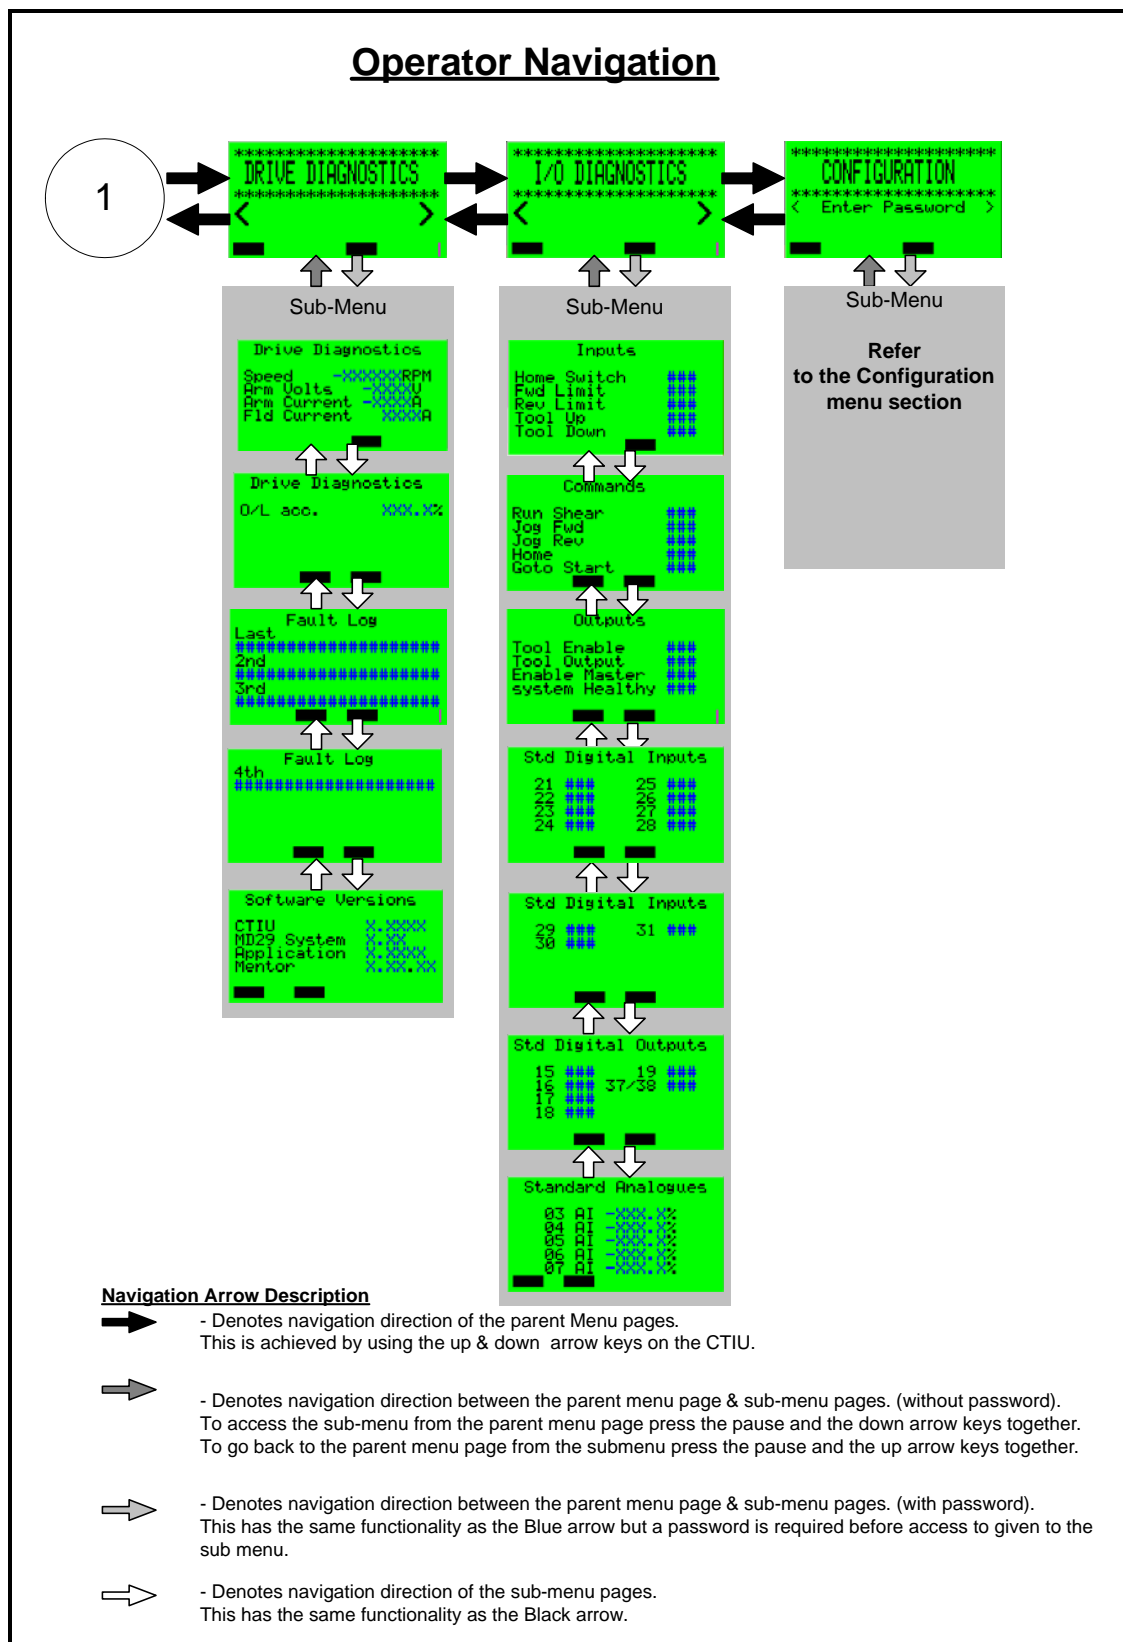 Operator Navigation
1
********************
DRIVE DIAGNOSTICS
********************
< >
********************
I/O DIAGNOSTICS
********************
< >
********************
CONFIGURATION
********************
< Enter Password >
Sub-Menu
Drive Diagnostics
Speed -XXXXXXRPM
Arm Volts -XXXXV
Arm Current -XXXXA
Fld Current XXXXA
Drive Diagnostics
O/L acc. XXX.X%
Fault Log
Last
####################
2nd
####################
3rd
####################
Fault Log
4th
####################
Software Versions
CTIU X.XXXX
MD29 System X.XX
Application X.XXXX
Mentor X.XX.XX
Sub-Menu
Inputs
Home Switch ###
Fwd Limit ###
Rev Limit ###
Tool Up ###
Tool Down ###
Commands
Run Shear ###
Jog Fwd ###
Jog Rev ###
Home ###
Goto Start ###
Outputs
Tool Enable ###
Tool Output ###
Enable Master ###
system Healthy ###
Std Digital Inputs
21 ### 25 ###
22 ### 26 ###
23 ### 27 ###
24 ### 28 ###
Std Digital Inputs
29 ### 31 ###
30 ###
Std Digital Outputs
15 ### 19 ###
16 ### 37/38 ###
17 ###
18 ###
Standard Analogues
03 AI -XXX.X%
04 AI -XXX.X%
05 AI -XXX.X%
06 AI -XXX.X%
07 AI -XXX.X%
Sub-Menu
Refer
to the Configuration
menu section
Navigation Arrow Description
- Denotes navigation direction of the parent Menu pages.
This is achieved by using the up & down arrow keys on the CTIU.
- Denotes navigation direction between the parent menu page & sub-menu pages. (without password).
To access the sub-menu from the parent menu page press the pause and the down arrow keys together.
To go back to the parent menu page from the submenu press the pause and the up arrow keys together.
- Denotes navigation direction between the parent menu page & sub-menu pages. (with password).
This has the same functionality as the Blue arrow but a password is required before access to given to the
sub menu.
- Denotes navigation direction of the sub-menu pages.
This has the same functionality as the Black arrow.